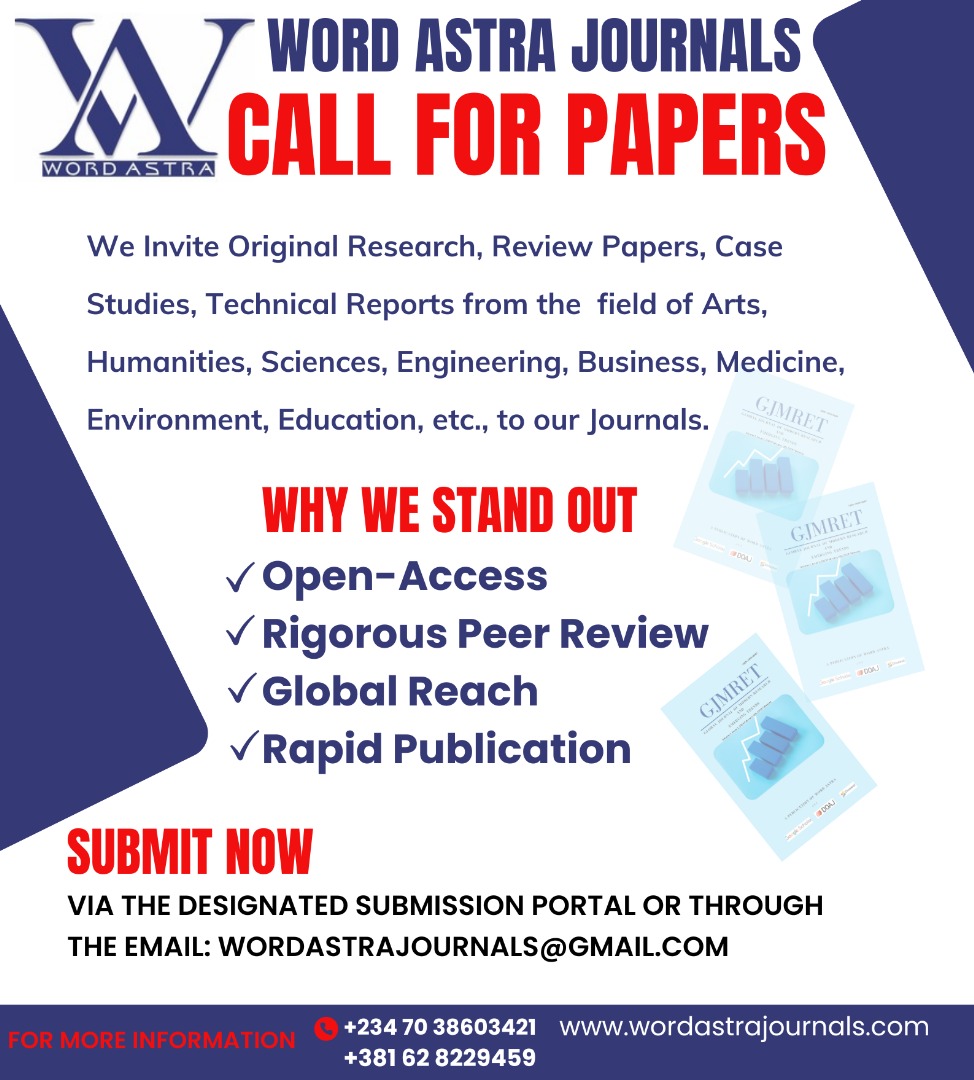 WORD ASTRA JOURNALS
WORD ASTRA
CALL FOR PAPERS
We Invite Original Research, Review Papers, Case
Studies, Technical Reports from the field of Arts,
Humanities, Sciences, Engineering, Business, Medicine,
Environment, Education, etc., to our Journals.
GJMRET
WHY WE STAND OUT
✓ Open-Access
✓ Rigorous Peer Review
✓ Global Reach
✓ Rapid Publication
GJMRET
DOAJ
GJMRET
DOAJ
DOAJ
SUBMIT NOW
VIA THE DESIGNATED SUBMISSION PORTAL OR THROUGH
THE EMAIL: WORDASTRAJOURNALS@GMAIL.COM
FOR MORE INFORMATION
+234 70 38603421
+381 62 8229459
www.wordastrajournals.com